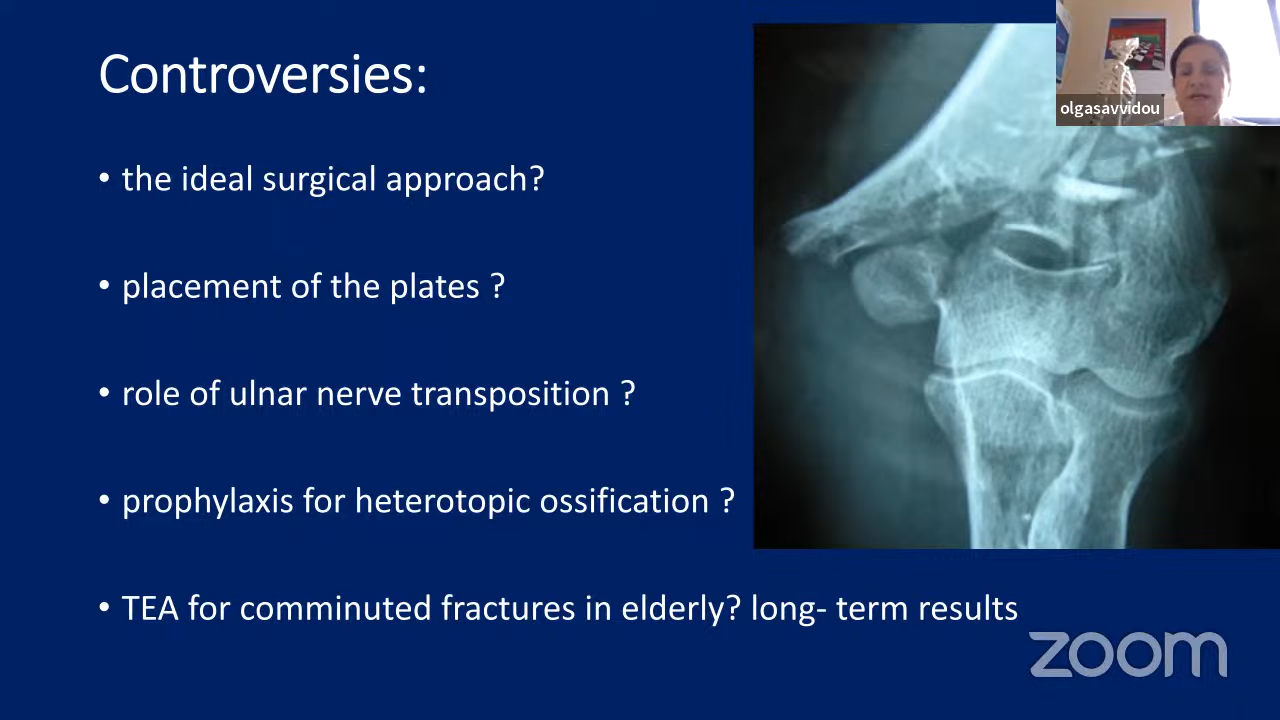 Controversies:
olgasavvidou
• the ideal surgical approach?
• placement of the plates ?
• role of ulnar nerve transposition ?
• prophylaxis for heterotopic ossification ?
• TEA for comminuted fractures in elderly? long- term results
zoom